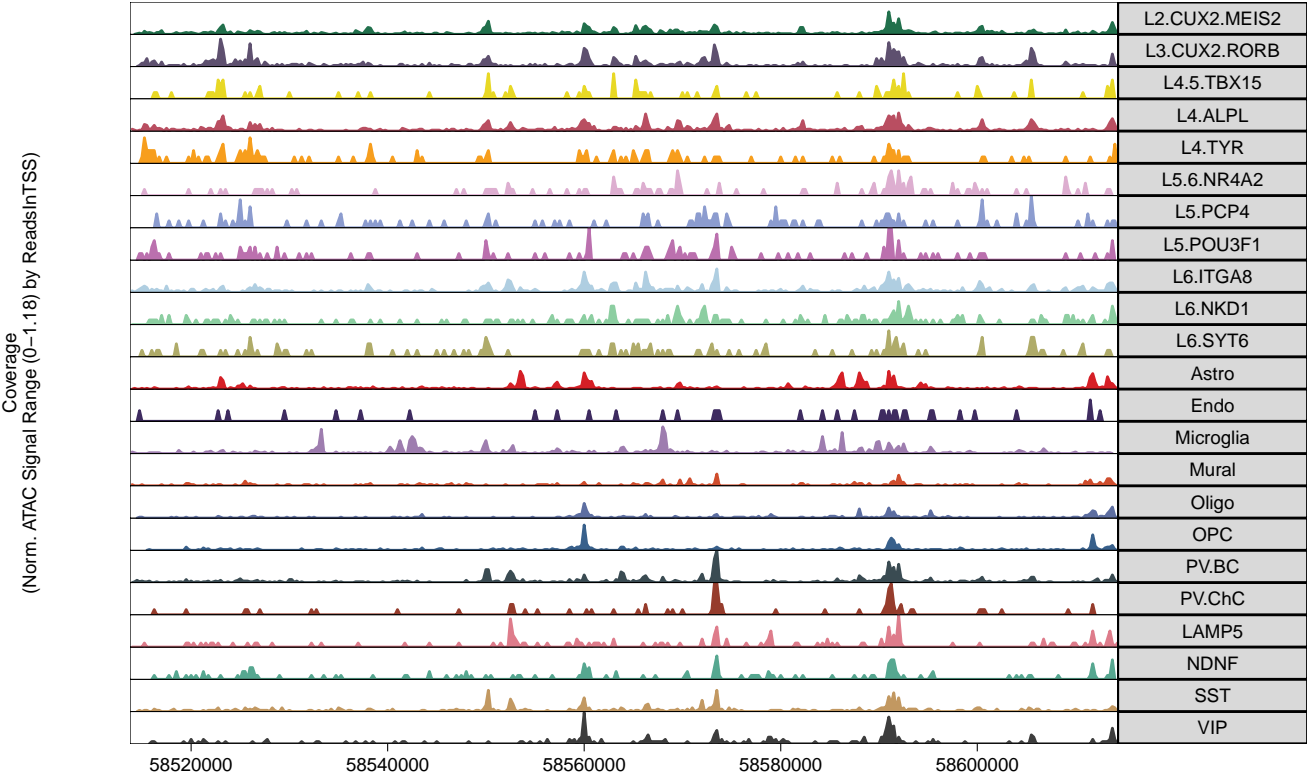 L2.CUX2.MEIS2
L3.CUX2.RORB
L4.5.TBX15
L4.ALPL
L4.TYR
L5.6.NR4A2
L5.PCP4
L5.POU3F1
L6.ITGA8
L6.NKD1
L6.SYT6
Astro
Endo
Microglia
Mural
Oligo
OPC
PV.BC
PV.ChC
LAMP5
NDNF
SST
VIP
Coverage
(Norm. ATAC Signal Range (0−1.18) by ReadsInTSS)
58520000 58540000 58560000 58580000 58600000